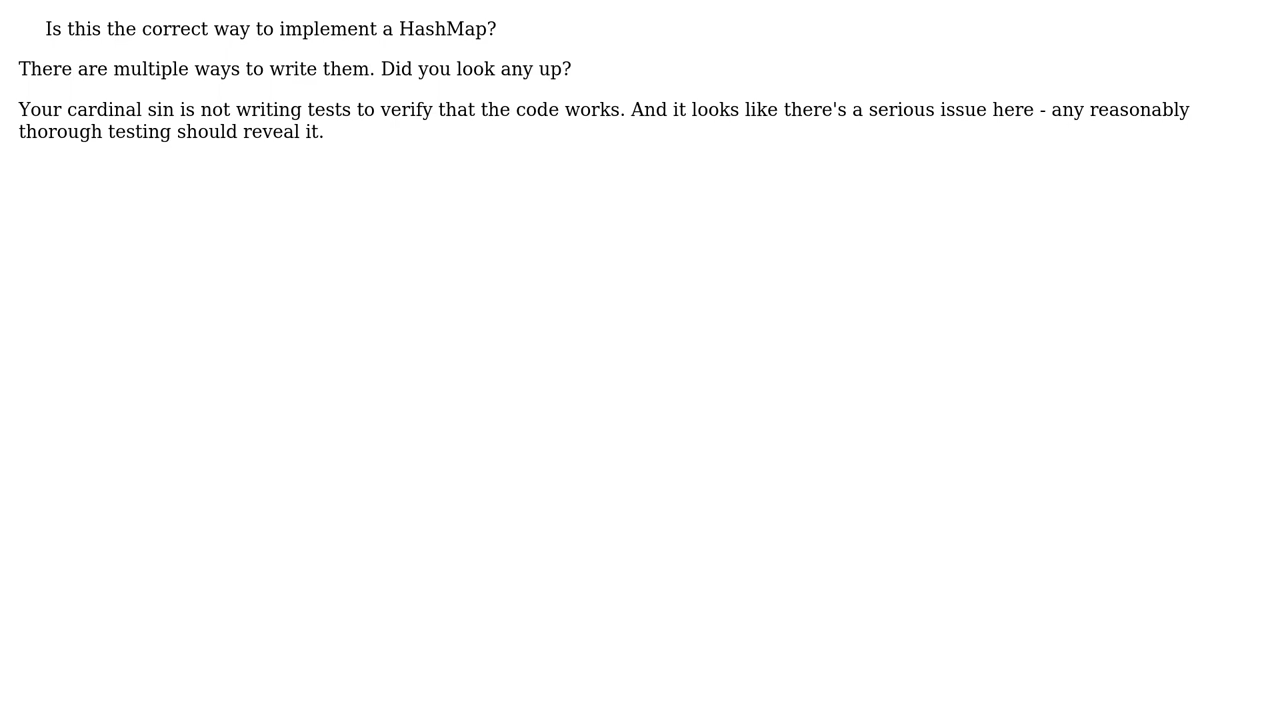 Is this the correct way to implement a HashMap?
There are multiple ways to write them. Did you look any up?
Your cardinal sin is not writing tests to verify that the code works. And it looks like there's a serious issue here - any reasonably
thorough testing should reveal it.